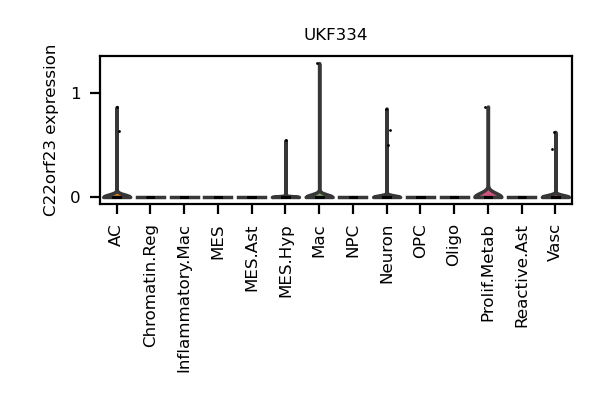 UKF334
C22orf23 expression
1
0
AC
Chromatin.Reg
Inflammatory.Mac
MES
MES.Ast
MES.Hyp
Mac
NPC
Neuron
OPC
Oligo
Prolif.Metab
Reactive.Ast
Vasc